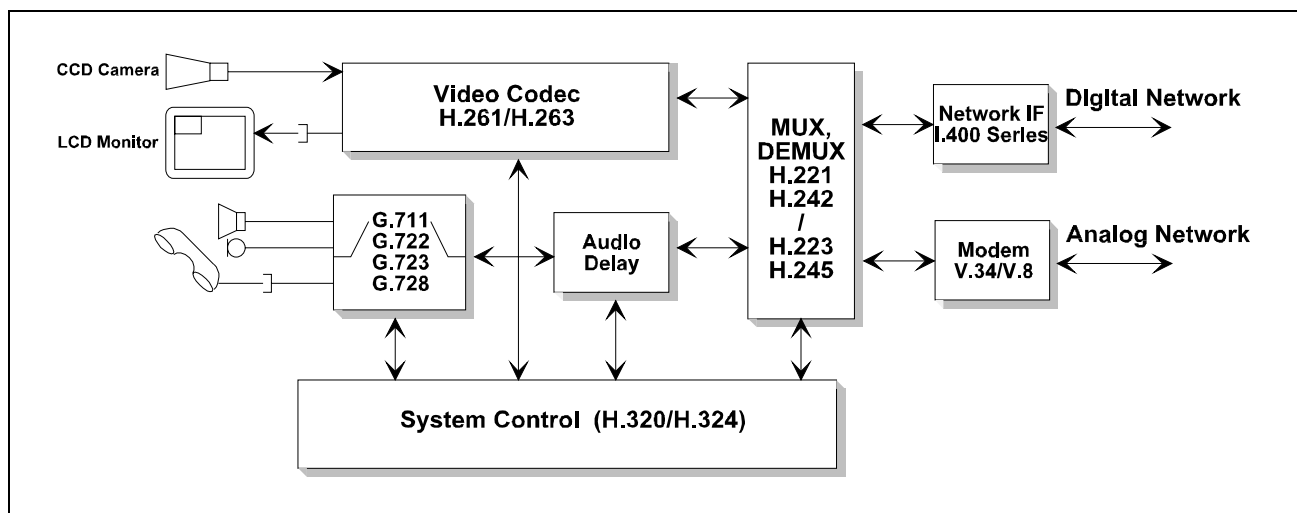 CCD Camera
LCD Monitor
Video Codec
H.261/H.263
G.711
G.722
G.723
G.728
Audio
Delay
MUX,
DEMUX
H.221
H.242
/
H.223
H.245
Network IF
I.400 Series
Digital Network
Modem
V.34/V.8
Analog Network
System Control (H.320/H.324)